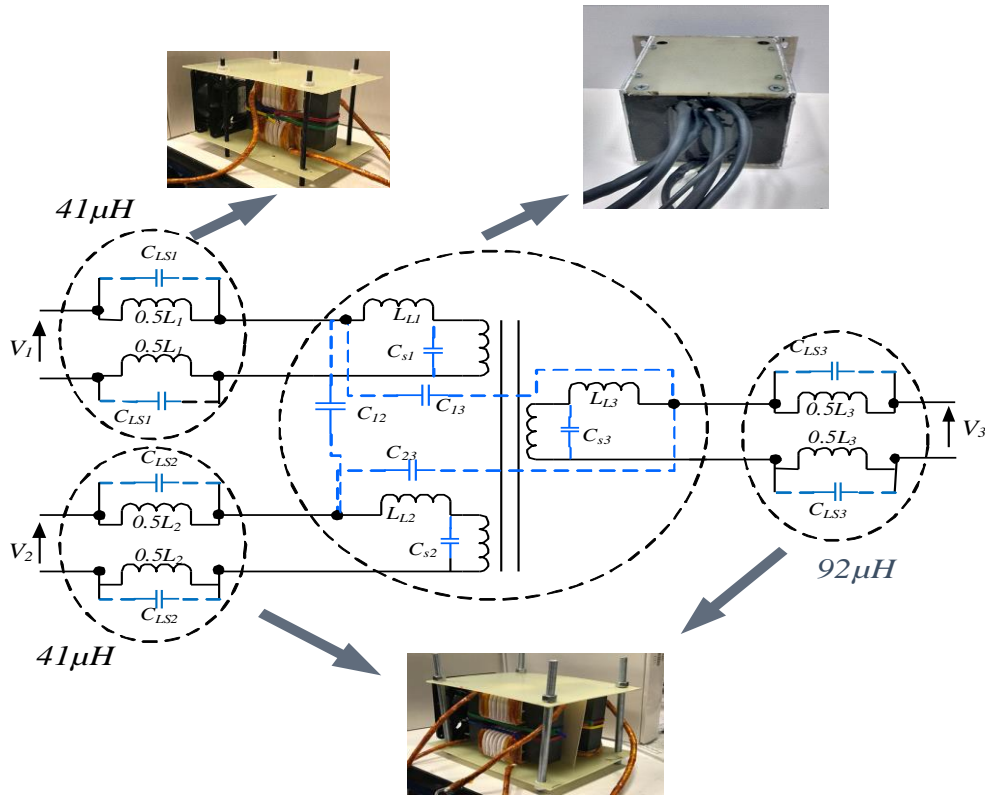 41μH
C_LS1
0.5L_1
V_1
0.5L_1
C_LS1
L_L1
C_s1
C_13
C_12
C_23
L_L2
C_s2
L_L3
C_s3
C_LS3
0.5L_3
V_3
0.5L_3
C_LS3
92μH
C_LS2
0.5L_2
V_2
0.5L_2
C_LS2
41μH